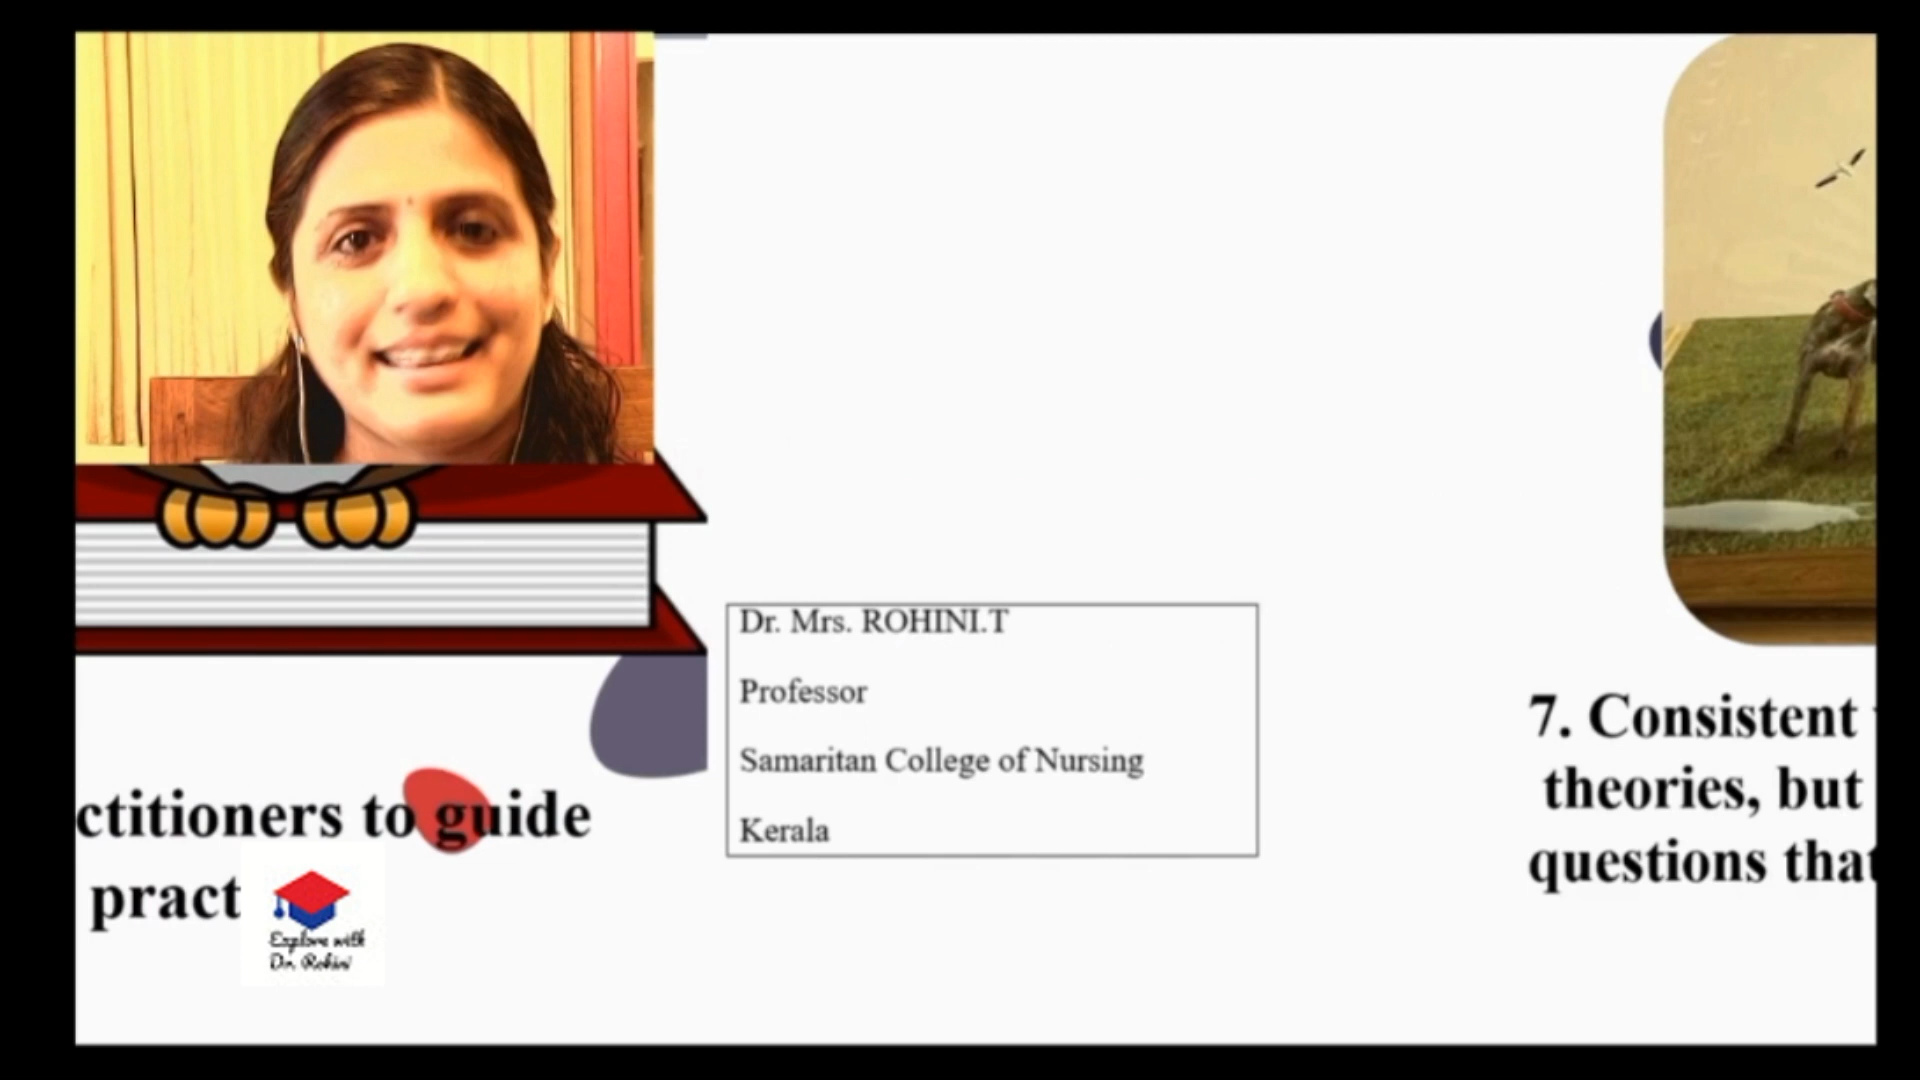 Dr. Mrs. ROHINI.T
Professor
Samaritan College of Nursing
Kerala
ctitioners to guide
pract
Explore with
Dr. Rohini
7. Consistent
theories, but
questions that